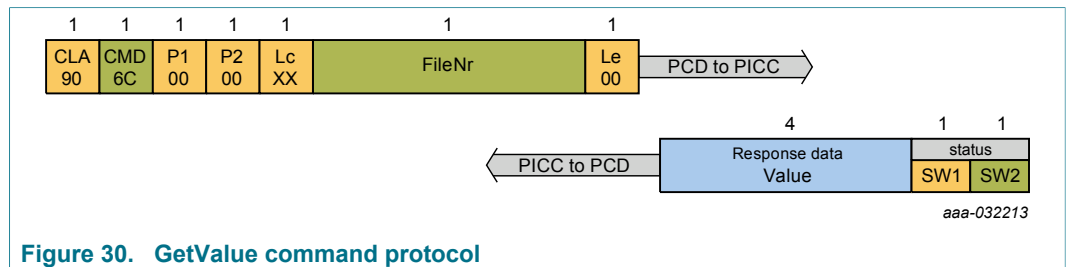 1 1 1 1 1 1 1
CLA CMD P1 P2 Lc FileNr Le
90 6C 00 00 XX 00
PCD to PICC
4 1 1
Response data status
Value SW1 SW2
PICC to PCD
aaa-032213
Figure 30. GetValue command protocol